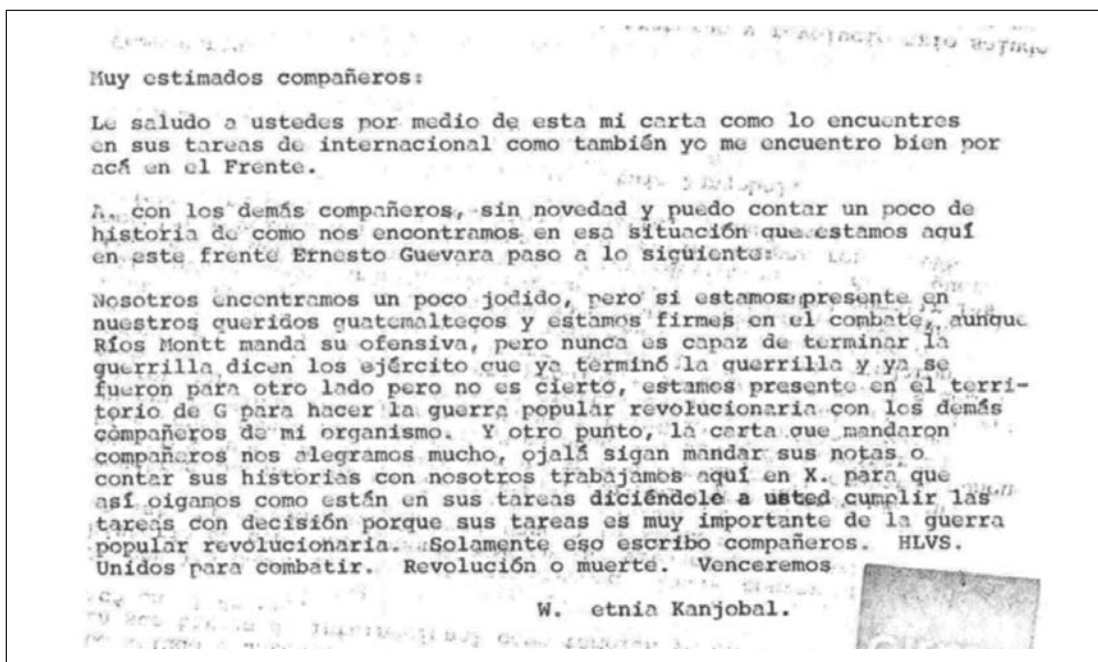 Muy estimados compañeros:
Le saludo a ustedes por medio de esta mi carta como lo encuentres
en sus tareas de internacional como también yo me encuentro bien por
acá en el Frente.
A. con los demás compañeros, sin novedad y puedo contar un poco de
historia de como nos encontramos en esa situación que estamos aquí
en este frente Ernesto Guevara paso a lo siguiente:
Nosotros encontramos un poco jodido, pero si estamos presente en
nuestros queridos guatemaltecos y estamos firmes en el combate, aunque
Ríos Montt manda su ofensiva, pero nunca es capaz de terminar la
guerrilla dicen los ejército que ya terminó la guerrilla y ya se
fueron para otro lado pero no es cierto, estamos presente en el terri-
torio de G para hacer la guerra popular revolucionaria con los demás
compañeros de mi organismo. Y otro punto, la carta que mandaron
compañeros nos alegramos mucho, ojalá sigan mandar sus notas o
contar sus historias con nosotros trabajamos aquí en X. para que
así oigamos como están en sus tareas diciéndole a usted cumplir las
tareas con decisión porque sus tareas es muy importante de la guerra
popular revolucionaria. Solamente eso escribo compañeros. HLVS.
Unidos para combatir. Revolución o muerte. Venceremos
W. etnia Kanjobal.